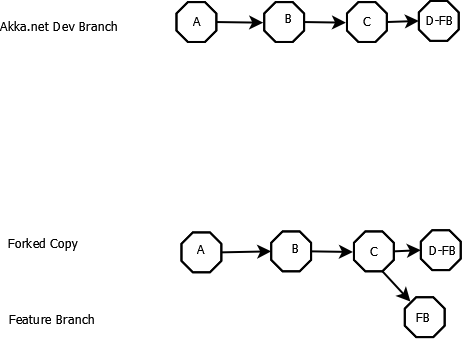 Akka.net Dev Branch A B C D-FB
Forked Copy A B C D-FB
Feature Branch FB